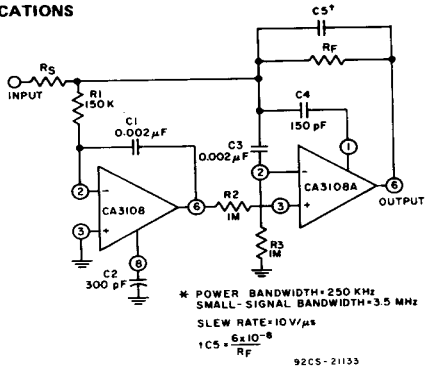 CATIONS
C5†
RS
RF
INPUT
R1
150K
C1
0.002μF
C4
150 pF
C3
0.002μF
1
2
2
CA3108
CA3108A
6
R2
1M
3
6
OUTPUT
3
8
R3
1M
C2
300 pF
* POWER BANDWIDTH=250 KHz
SMALL-SIGNAL BANDWIDTH=3.5 MHz
SLEW RATE=10V/μs
†C5=6x10-8
RF
92CS-21133